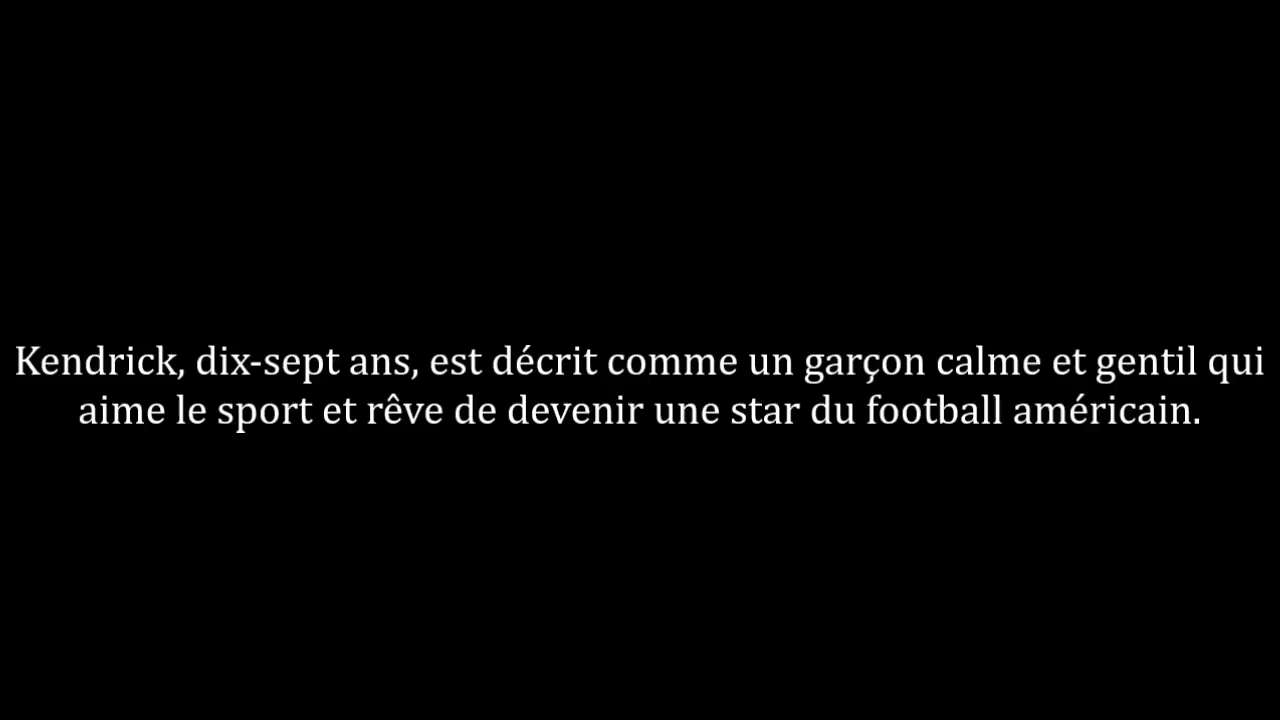 Kendrick, dix-sept ans, est décrit comme un garçon calme et gentil qui
aime le sport et rêve de devenir une star du football américain.